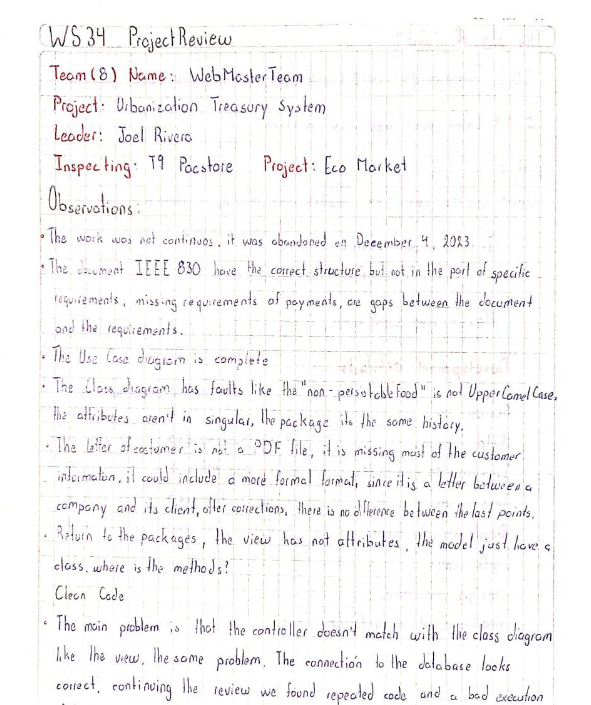 WS34 Project Review
Team (8) Name: WebMasterTeam
Project: Urbanization Treasury System
Leader: Joel Rivera
Inspecting: T9 Pacstore Project: Eco Market
Observations:
• The work was not continuos, it was abandoned on December 4, 2023.
• The document IEEE 830 have the correct structure but not in the part of specific
requirements, missing requirements of payments, are gaps between the document
and the requirements.
• The Use Case diagram is complete
• The Class diagram has faults like the "non-persutableFood" is not UpperCamelCase,
the attributes aren't in singular, the package its the same history.
• The letter of costumer is not a PDF file, it is missing most of the customer
information, it could include a more formal format, since it is a letter between a
company and its client, after corrections, there is no difference between the last points.
• Return to the packages, the view has not attributes, the model just have a
class. where is the methods?
Clean Code
• The main problem is that the controller doesn't match with the class diagram
like the view, the same problem. The connection to the database looks
correct, continuing the review we found repeated code and a bad execution